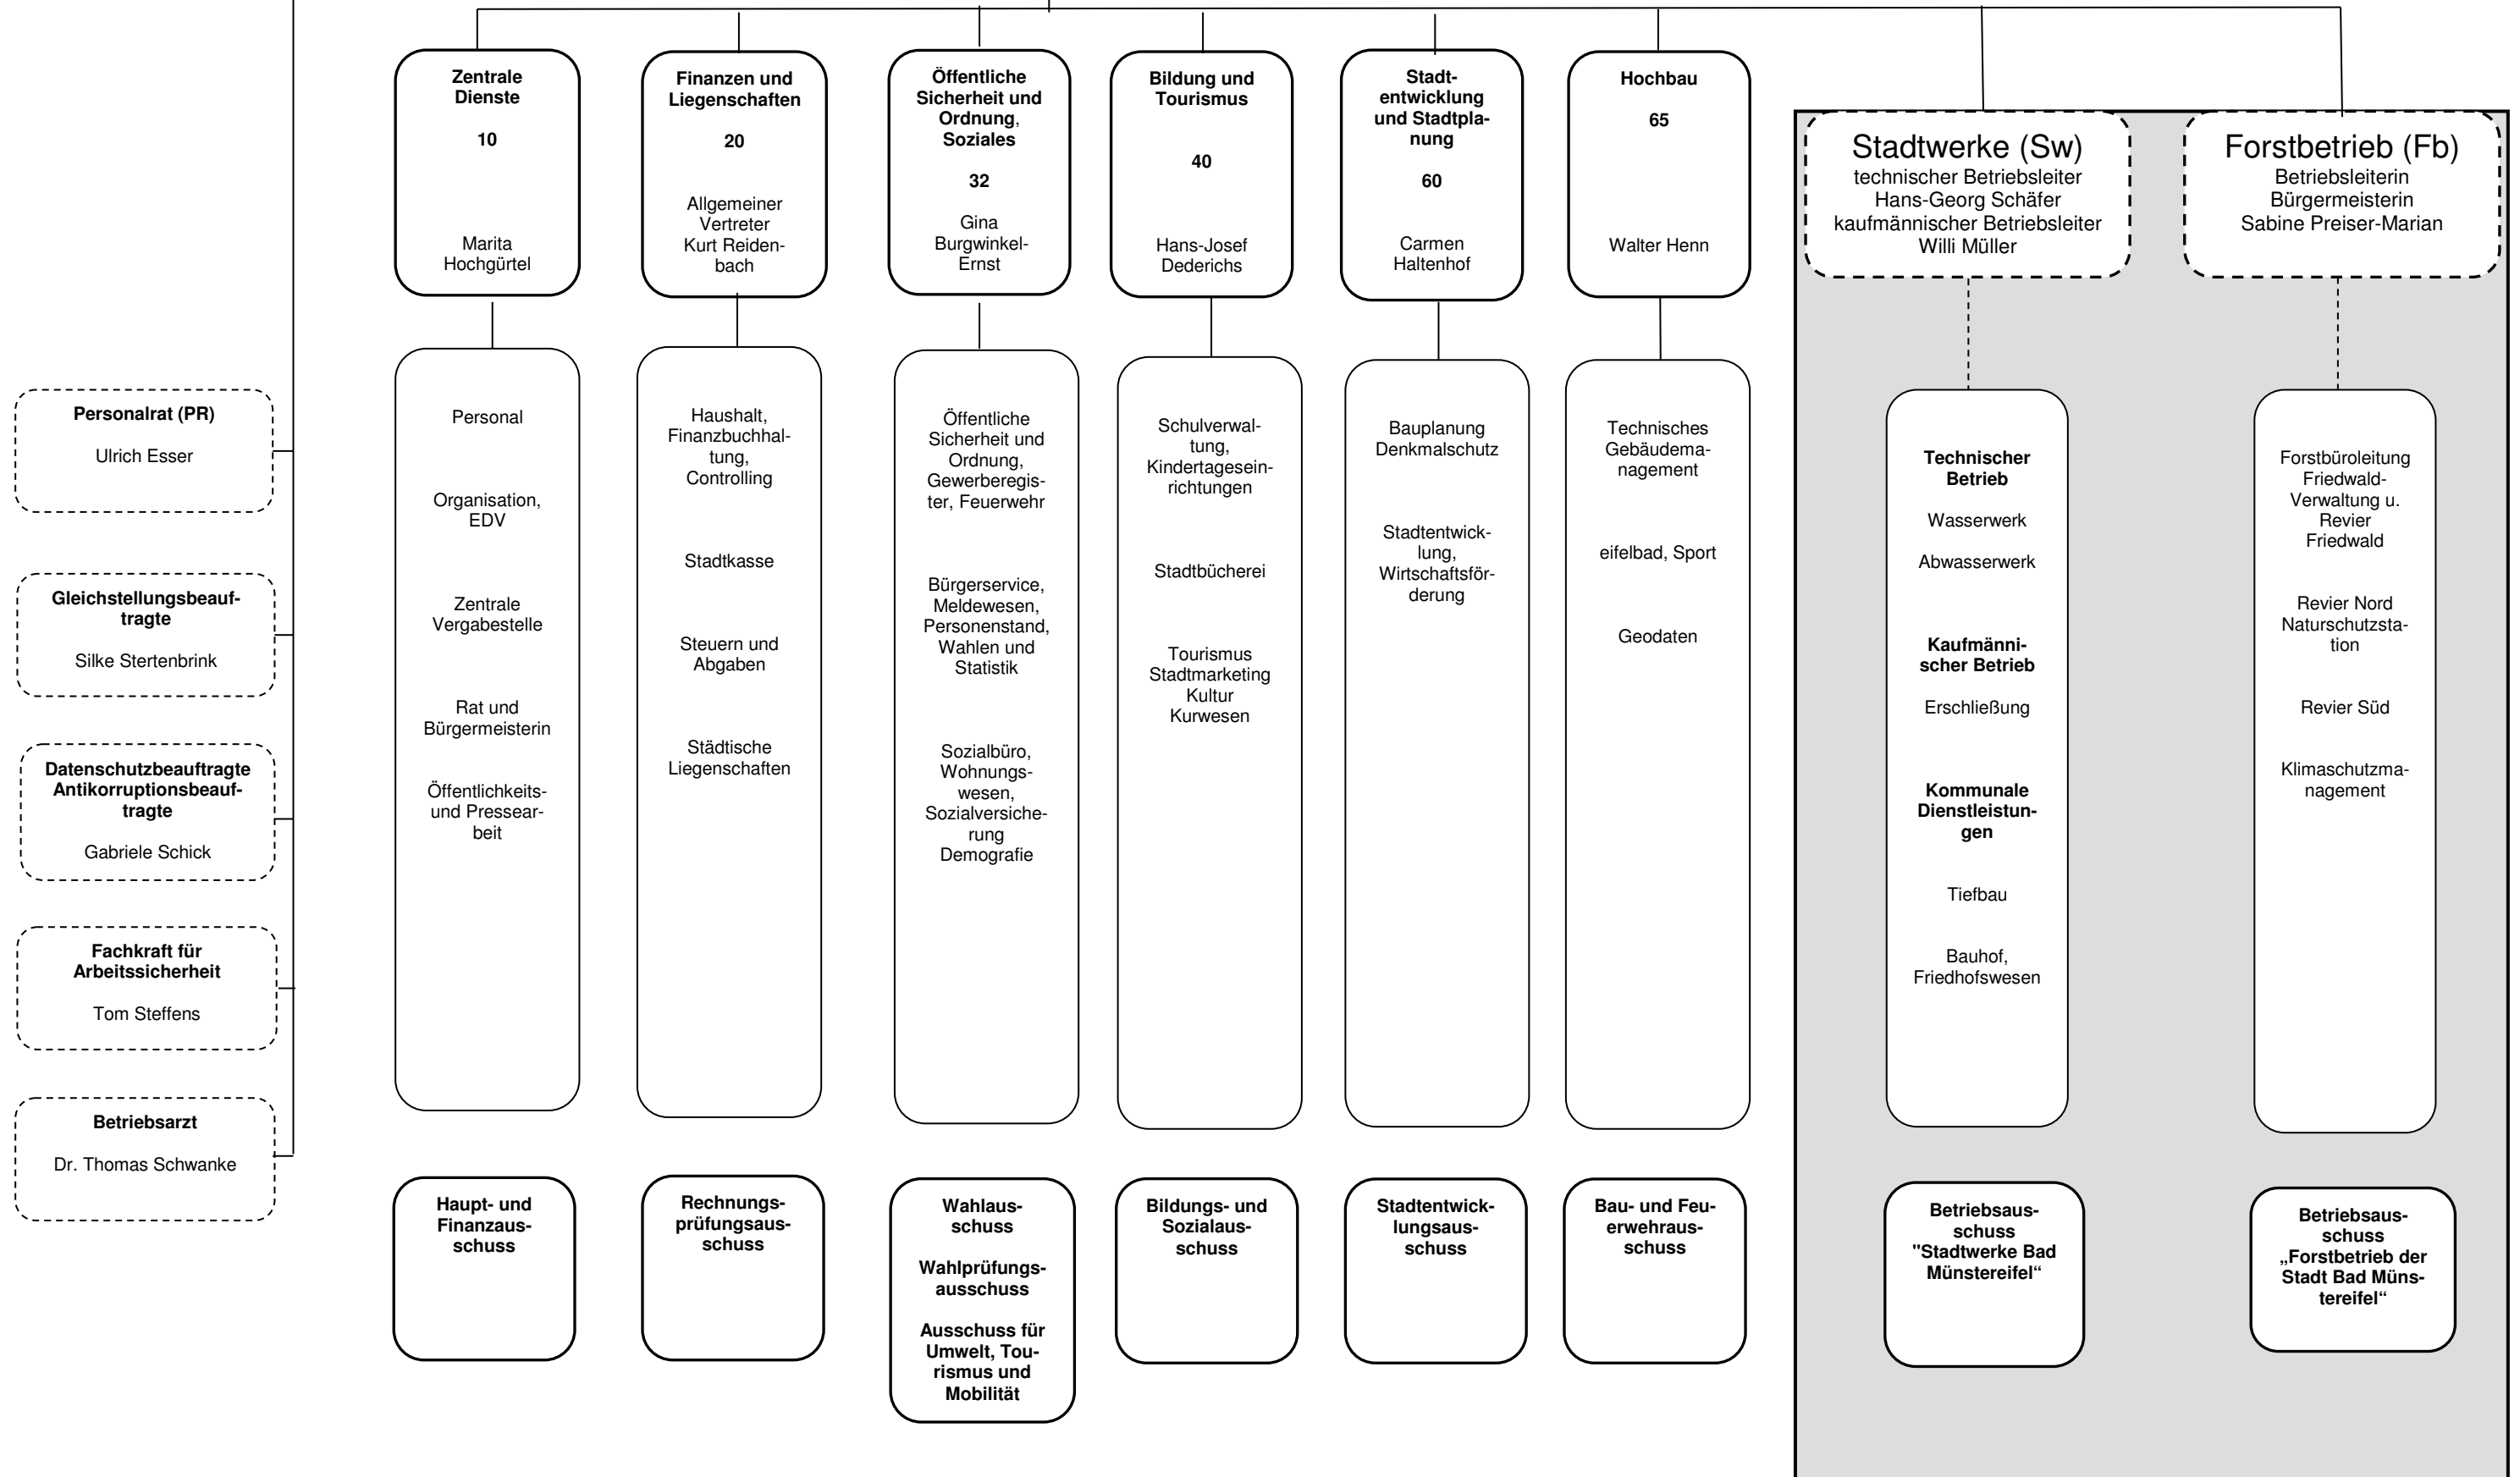 Zentrale
Dienste
10
Marita
Hochgürtel
Finanzen und
Liegenschaften
20
Allgemeiner
Vertreter
Kurt Reiden-
bach
Öffentliche
Sicherheit und
Ordnung,
Soziales
32
Gina
Burgwinkel-
Ernst
Bildung und
Tourismus
40
Hans-Josef
Dederichs
Stadt-
entwicklung
und Stadtpla-
nung
60
Carmen
Haltenhof
Hochbau
65
Walter Henn
Stadtwerke (Sw)
technischer Betriebsleiter
Hans-Georg Schäfer
kaufmännischer Betriebsleiter
Willi Müller
Forstbetrieb (Fb)
Betriebsleiterin
Bürgermeisterin
Sabine Preiser-Marian
Personalrat (PR)
Ulrich Esser
Gleichstellungsbeauf-
tragte
Silke Stertenbrink
Datenschutzbeauftragte
Antikorruptionsbeauf-
tragte
Gabriele Schick
Fachkraft für
Arbeitssicherheit
Tom Steffens
Betriebsarzt
Dr. Thomas Schwanke
Personal
Organisation,
EDV
Zentrale
Vergabestelle
Rat und
Bürgermeisterin
Öffentlichkeits-
und Pressear-
beit
Haushalt,
Finanzbuchhal-
tung,
Controlling
Stadtkasse
Steuern und
Abgaben
Städtische
Liegenschaften
Öffentliche
Sicherheit und
Ordnung,
Gewerberegis-
ter, Feuerwehr
Bürgerservice,
Meldewesen,
Personenstand,
Wahlen und
Statistik
Sozialbüro,
Wohnungs-
wesen,
Sozialversiche-
rung
Demografie
Schulverwal-
tung,
Kindertagesein-
richtungen
Stadtbücherei
Tourismus
Stadtmarketing
Kultur
Kurwesen
Bauplanung
Denkmalschutz
Stadtentwick-
lung,
Wirtschaftsför-
derung
Technisches
Gebäudema-
nagement
eifelbad, Sport
Geodaten
Technischer
Betrieb
Wasserwerk
Abwasserwerk
Kaufmänni-
scher Betrieb
Erschließung
Kommunale
Dienstleistun-
gen
Tiefbau
Bauhof,
Friedhofswesen
Forstbüroleitung
Friedwald-
Verwaltung u.
Revier
Friedwald
Revier Nord
Naturschutzsta-
tion
Revier Süd
Klimaschutzma-
nagement
Haupt- und
Finanzaus-
schuss
Rechnungs-
prüfungsaus-
schuss
Wahlaus-
schuss
Wahlprüfungs-
ausschuss
Ausschuss für
Umwelt, Tou-
rismus und
Mobilität
Bildungs- und
Sozialaus-
schuss
Stadtentwick-
lungsaus-
schuss
Bau- und Feu-
erwehraus-
schuss
Betriebsaus-
schuss
"Stadtwerke Bad
Münstereifel“
Betriebsaus-
schuss
„Forstbetrieb der
Stadt Bad Müns-
tereifel“